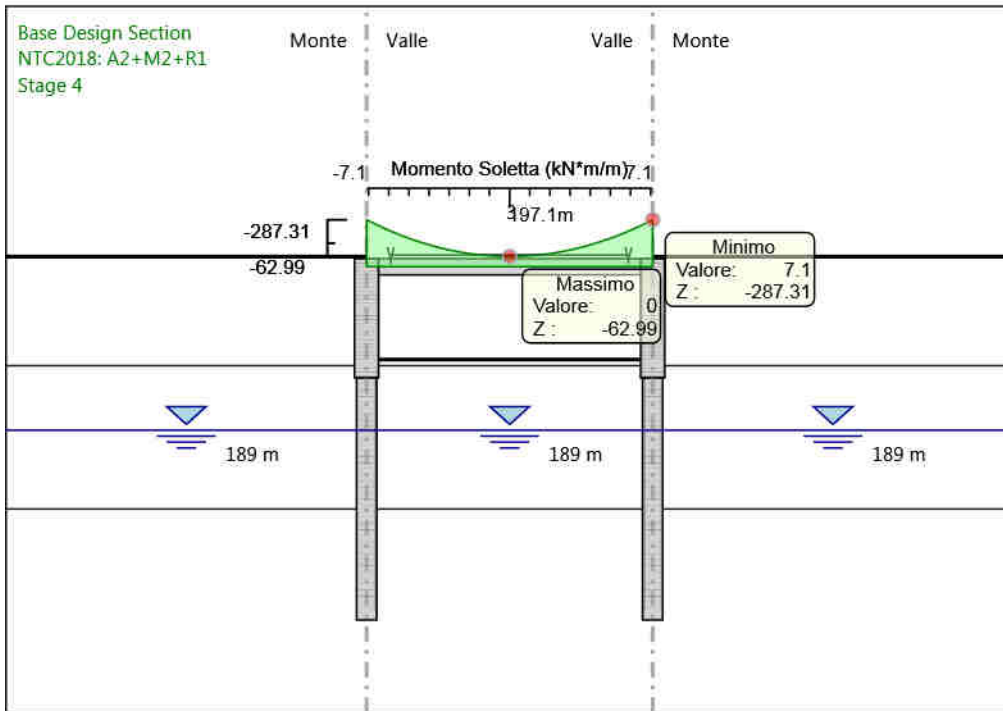 Base Design Section
NTC2018: A2+M2+R1
Stage 4
Monte Valle Valle Monte
-7.1 Momento Soletta (kN*m/m) 7.1
197.1m
-287.31
-62.99
Minimo
Valore: 7.1
Z : -287.31
Massimo
Valore: 0
Z : -62.99
189 m 189 m 189 m